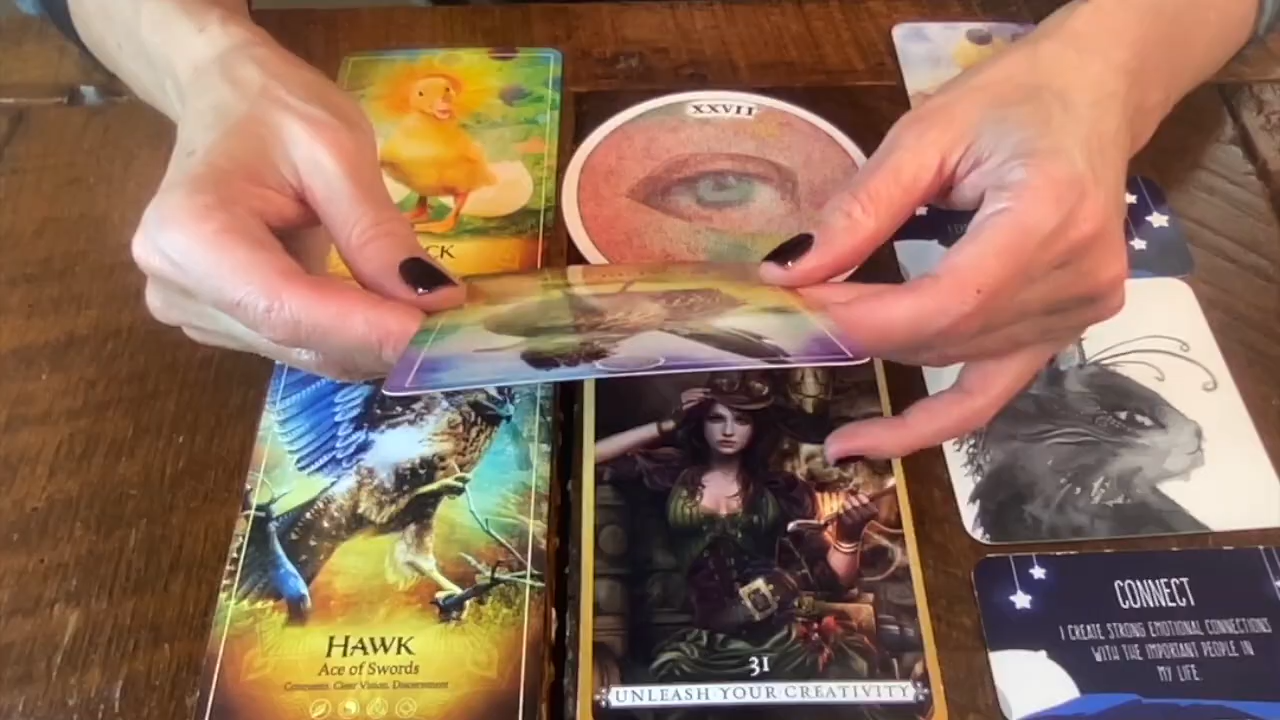 XXVII
CK
HAWK
Ace of Swords
Clear Vision. Discernment
31
UNLEASH YOUR CREATIVITY
CONNECT
I CREATE STRONG EMOTIONAL CONNECTIONS
WITH THE IMPORTANT PEOPLE IN
MY LIFE